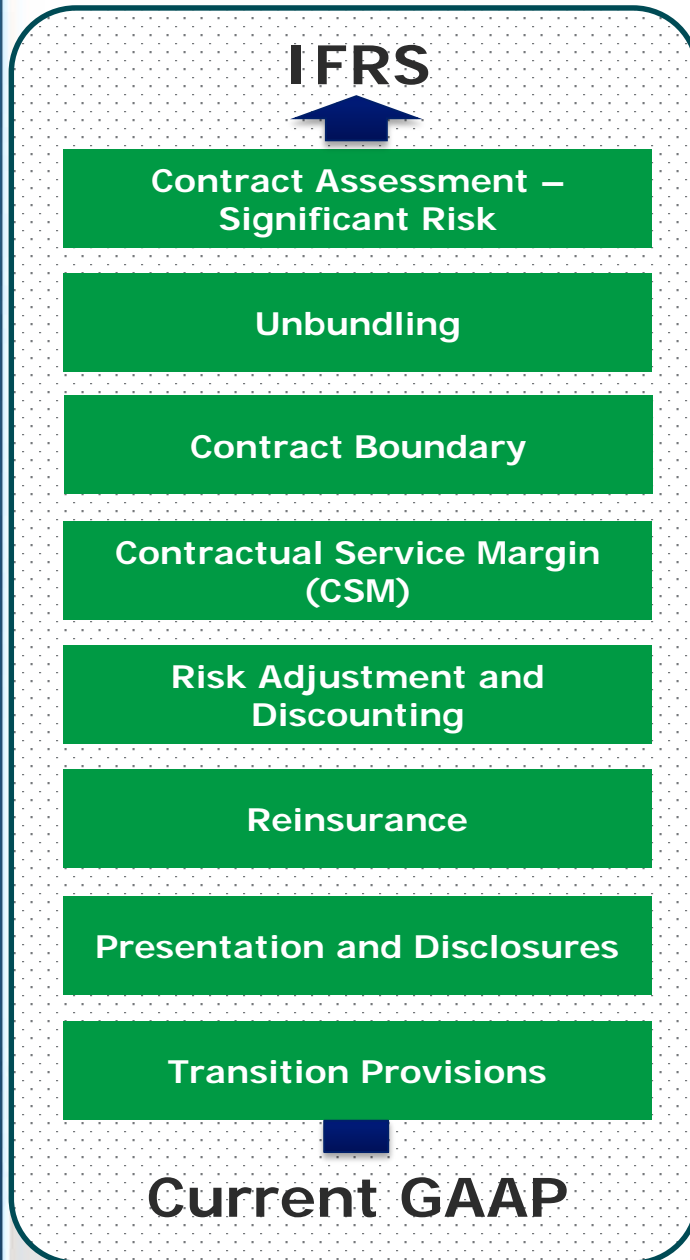 IFRS
Contract Assessment –
Significant Risk
Unbundling
Contract Boundary
Contractual Service Margin
(CSM)
Risk Adjustment and
Discounting
Reinsurance
Presentation and Disclosures
Transition Provisions
Current GAAP